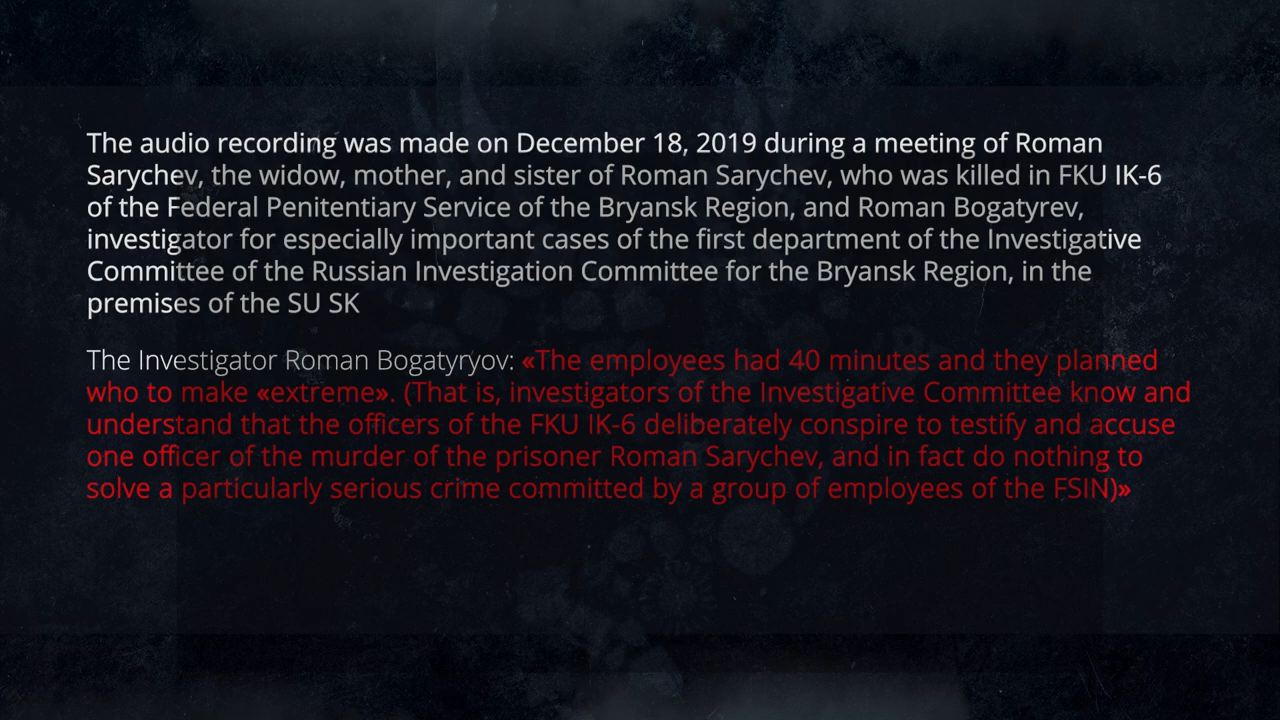 The audio recording was made on December 18, 2019 during a meeting of Roman
Sarychev, the widow, mother, and sister of Roman Sarychev, who was killed in FKU IK-6
of the Federal Penitentiary Service of the Bryansk Region, and Roman Bogatyrev,
investigator for especially important cases of the first department of the Investigative
Committee of the Russian Investigation Committee for the Bryansk Region, in the
premises of the SU SK
The Investigator Roman Bogatyryov: «The employees had 40 minutes and they planned
who to make «extreme». (That is, investigators of the Investigative Committee know and
understand that the officers of the FKU IK-6 deliberately conspire to testify and accuse
one officer of the murder of the prisoner Roman Sarychev, and in fact do nothing to
solve a particularly serious crime committed by a group of employees of the FSIN)»